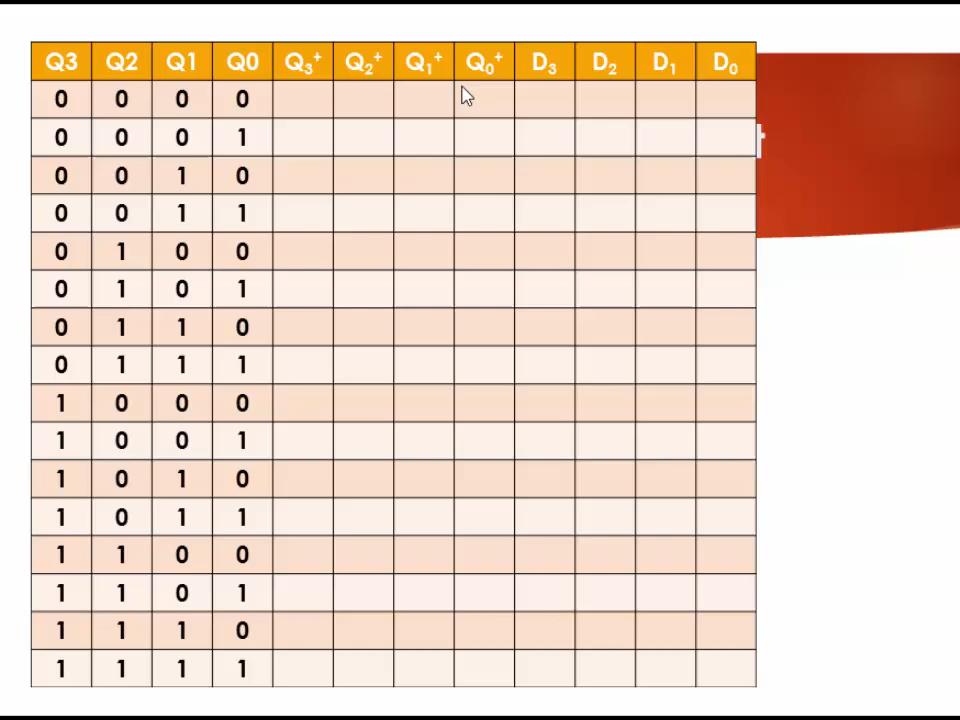 Q3 Q2 Q1 Q0 Q₃⁺ Q₂⁺ Q₁⁺ Q₀⁺ D₃ D₂ D₁ D₀
0 0 0 0
0 0 0 1
0 0 1 0
0 0 1 1
0 1 0 0
0 1 0 1
0 1 1 0
0 1 1 1
1 0 0 0
1 0 0 1
1 0 1 0
1 0 1 1
1 1 0 0
1 1 0 1
1 1 1 0
1 1 1 1